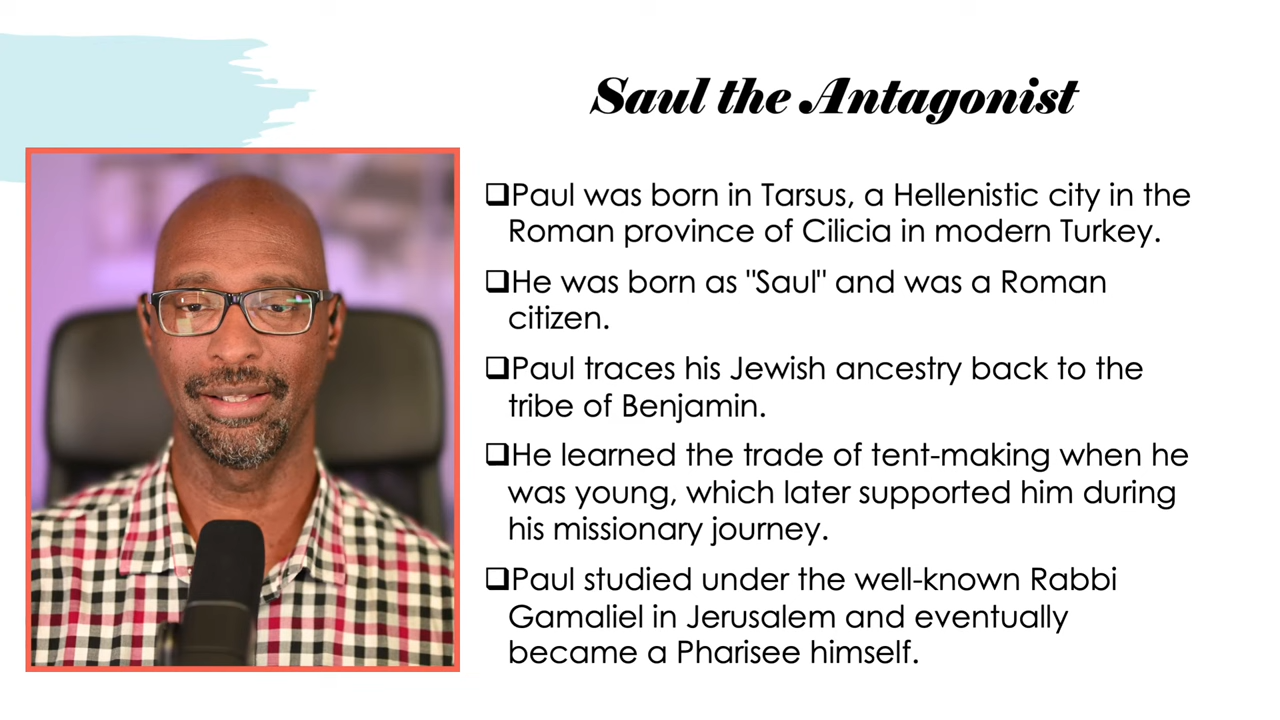 Saul the Antagonist
❑Paul was born in Tarsus, a Hellenistic city in the
Roman province of Cilicia in modern Turkey.
❑He was born as "Saul" and was a Roman
citizen.
❑Paul traces his Jewish ancestry back to the
tribe of Benjamin.
❑He learned the trade of tent-making when he
was young, which later supported him during
his missionary journey.
❑Paul studied under the well-known Rabbi
Gamaliel in Jerusalem and eventually
became a Pharisee himself.